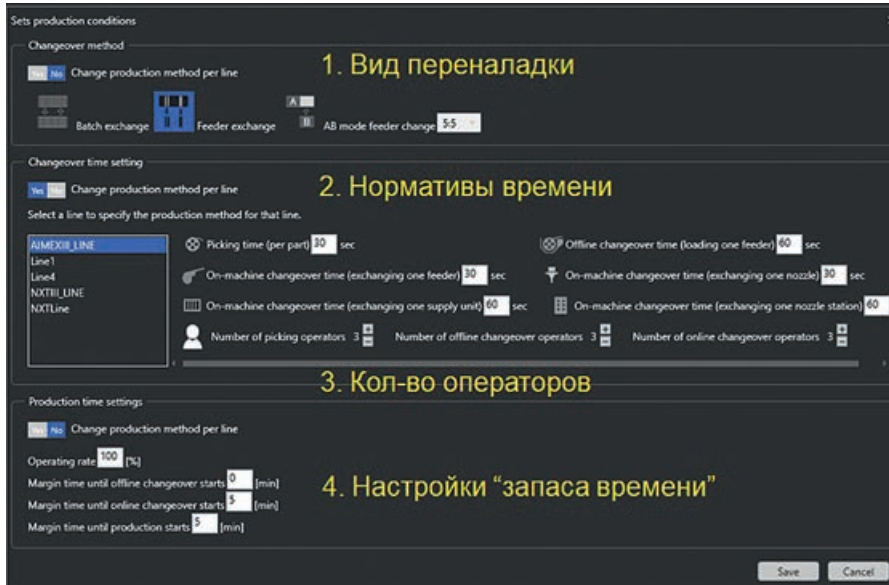 Sets production conditions
Changeover method
1. Вид переналадки
Yes No Change production method per line
Batch exchange Feeder exchange A B AB mode feeder change 5:5
Changeover time setting
2. Нормативы времени
Yes No Change production method per line
Select a line to specify the production method for that line.
AIMEXIII_LINE
Line1
Line4
NXTIII_LINE
NXTLine
Picking time (per part) 30 sec
Offline changeover time (loading one feeder) 60 sec
On-machine changeover time (exchanging one feeder) 30 sec
On-machine changeover time (exchanging one nozzle) 30 sec
On-machine changeover time (exchanging one supply unit) 60 sec
On-machine changeover time (exchanging one nozzle station) 60
Number of picking operators 3 Number of offline changeover operators 3 Number of online changeover operators 3
3. Кол-во операторов
Production time settings
Yes No Change production method per line
Operating rate 100 [%]
Margin time until offline changeover starts 0 [min]
4. Настройки “запаса времени”
Margin time until online changeover starts 5 [min]
Margin time until production starts 5 [min]
Save Cancel